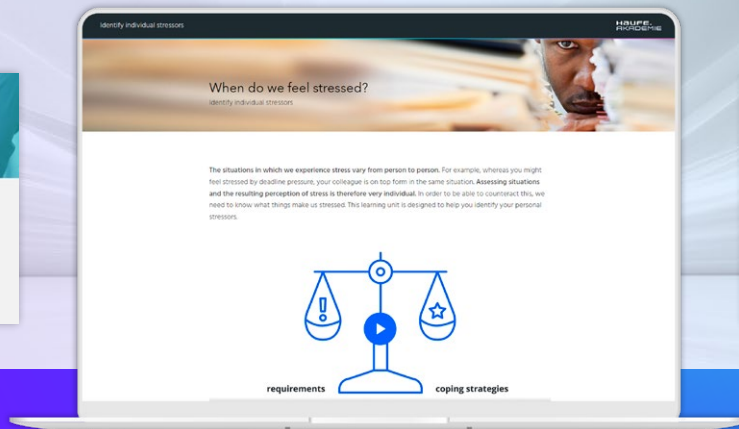 Identify individual stressors
HAUFE.
AKADEMIE
When do we feel stressed?
Identify individual stressors
The situations in which we experience stress vary from person to person. For example, whereas you might
feel stressed by deadline pressure, your colleague is on top form in the same situation. Assessing situations
and the resulting perception of stress is therefore very individual. In order to be able to counteract this, we
need to know what things make us stressed. This learning unit is designed to help you identify your personal
stressors.
requirements
coping strategies